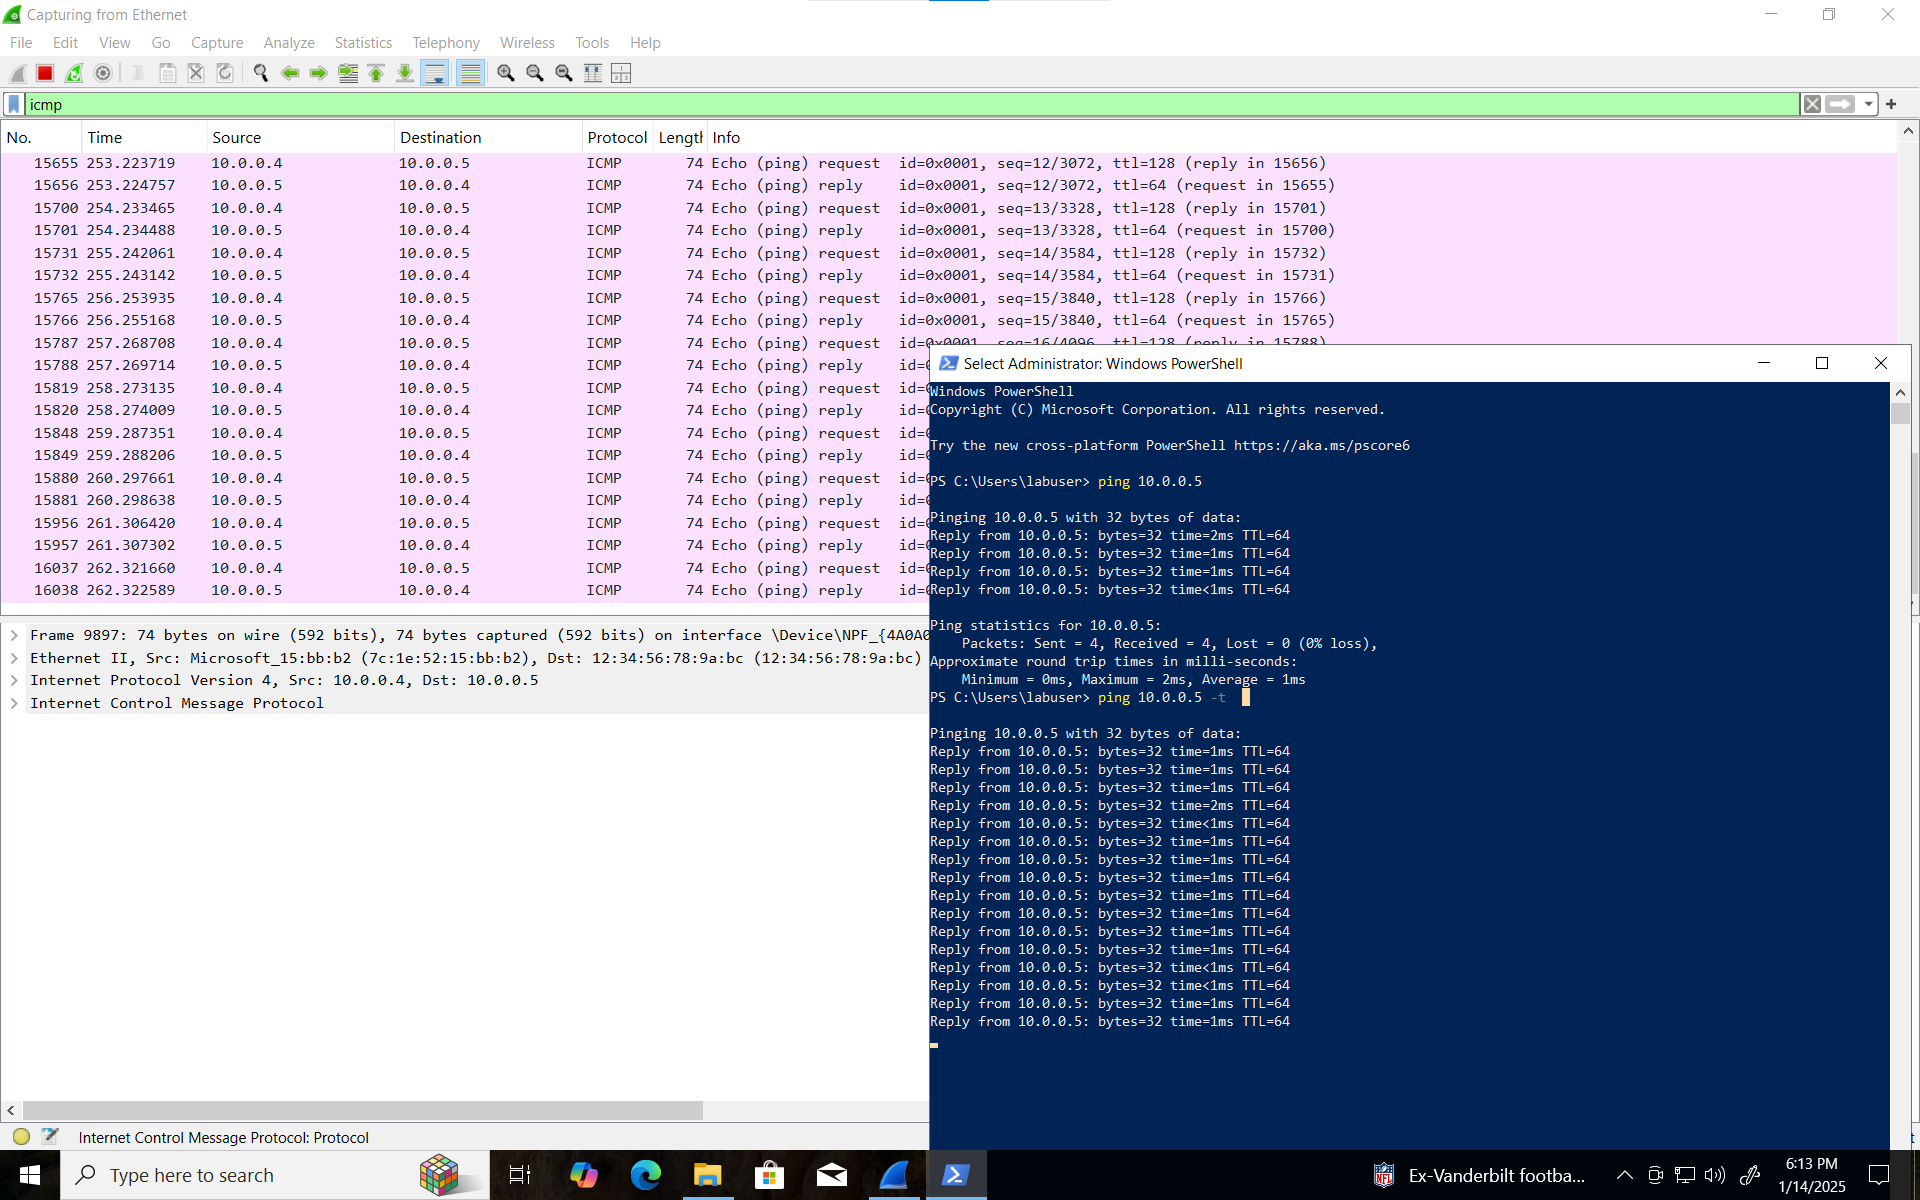 Capturing from Ethernet
File Edit View Go Capture Analyze Statistics Telephony Wireless Tools Help
icmp
No. Time Source Destination Protocol Length Info
15655 253.223719 10.0.0.4 10.0.0.5 ICMP 74 Echo (ping) request id=0x0001, seq=12/3072, ttl=128 (reply in 15656)
15656 253.224757 10.0.0.5 10.0.0.4 ICMP 74 Echo (ping) reply id=0x0001, seq=12/3072, ttl=64 (request in 15655)
15700 254.233465 10.0.0.4 10.0.0.5 ICMP 74 Echo (ping) request id=0x0001, seq=13/3328, ttl=128 (reply in 15701)
15701 254.234488 10.0.0.5 10.0.0.4 ICMP 74 Echo (ping) reply id=0x0001, seq=13/3328, ttl=64 (request in 15700)
15731 255.242061 10.0.0.4 10.0.0.5 ICMP 74 Echo (ping) request id=0x0001, seq=14/3584, ttl=128 (reply in 15732)
15732 255.243142 10.0.0.5 10.0.0.4 ICMP 74 Echo (ping) reply id=0x0001, seq=14/3584, ttl=64 (request in 15731)
15765 256.253935 10.0.0.4 10.0.0.5 ICMP 74 Echo (ping) request id=0x0001, seq=15/3840, ttl=128 (reply in 15766)
15766 256.255168 10.0.0.5 10.0.0.4 ICMP 74 Echo (ping) reply id=0x0001, seq=15/3840, ttl=64 (request in 15765)
15787 257.268708 10.0.0.4 10.0.0.5 ICMP 74 Echo (ping) request id=0x0001, seq=16/4096, ttl=128 (reply in 15788)
15788 257.269714 10.0.0.5 10.0.0.4 ICMP 74 Echo (ping) reply id=
15819 258.273135 10.0.0.4 10.0.0.5 ICMP 74 Echo (ping) request id=
15820 258.274009 10.0.0.5 10.0.0.4 ICMP 74 Echo (ping) reply id=
15848 259.287351 10.0.0.4 10.0.0.5 ICMP 74 Echo (ping) request id=
15849 259.288206 10.0.0.5 10.0.0.4 ICMP 74 Echo (ping) reply id=
15880 260.297661 10.0.0.4 10.0.0.5 ICMP 74 Echo (ping) request id=
15881 260.298638 10.0.0.5 10.0.0.4 ICMP 74 Echo (ping) reply id=
15956 261.306420 10.0.0.4 10.0.0.5 ICMP 74 Echo (ping) request id=
15957 261.307302 10.0.0.5 10.0.0.4 ICMP 74 Echo (ping) reply id=
16037 262.321660 10.0.0.4 10.0.0.5 ICMP 74 Echo (ping) request id=
16038 262.322589 10.0.0.5 10.0.0.4 ICMP 74 Echo (ping) reply id=
Frame 9897: 74 bytes on wire (592 bits), 74 bytes captured (592 bits) on interface \Device\NPF_{4A0A0
Ethernet II, Src: Microsoft_15:bb:b2 (7c:1e:52:15:bb:b2), Dst: 12:34:56:78:9a:bc (12:34:56:78:9a:bc)
Internet Protocol Version 4, Src: 10.0.0.4, Dst: 10.0.0.5
Internet Control Message Protocol
Select Administrator: Windows PowerShell
Windows PowerShell
Copyright (C) Microsoft Corporation. All rights reserved.
Try the new cross-platform PowerShell https://aka.ms/pscore6
PS C:\Users\labuser> ping 10.0.0.5
Pinging 10.0.0.5 with 32 bytes of data:
Reply from 10.0.0.5: bytes=32 time=2ms TTL=64
Reply from 10.0.0.5: bytes=32 time=1ms TTL=64
Reply from 10.0.0.5: bytes=32 time=1ms TTL=64
Reply from 10.0.0.5: bytes=32 time<1ms TTL=64
Ping statistics for 10.0.0.5:
Packets: Sent = 4, Received = 4, Lost = 0 (0% loss),
Approximate round trip times in milli-seconds:
Minimum = 0ms, Maximum = 2ms, Average = 1ms
PS C:\Users\labuser> ping 10.0.0.5 -t
Pinging 10.0.0.5 with 32 bytes of data:
Reply from 10.0.0.5: bytes=32 time=1ms TTL=64
Reply from 10.0.0.5: bytes=32 time=1ms TTL=64
Reply from 10.0.0.5: bytes=32 time=1ms TTL=64
Reply from 10.0.0.5: bytes=32 time=2ms TTL=64
Reply from 10.0.0.5: bytes=32 time<1ms TTL=64
Reply from 10.0.0.5: bytes=32 time=1ms TTL=64
Reply from 10.0.0.5: bytes=32 time=1ms TTL=64
Reply from 10.0.0.5: bytes=32 time=1ms TTL=64
Reply from 10.0.0.5: bytes=32 time=1ms TTL=64
Reply from 10.0.0.5: bytes=32 time=1ms TTL=64
Reply from 10.0.0.5: bytes=32 time=1ms TTL=64
Reply from 10.0.0.5: bytes=32 time=1ms TTL=64
Reply from 10.0.0.5: bytes=32 time<1ms TTL=64
Reply from 10.0.0.5: bytes=32 time<1ms TTL=64
Reply from 10.0.0.5: bytes=32 time=1ms TTL=64
Reply from 10.0.0.5: bytes=32 time=1ms TTL=64
Internet Control Message Protocol: Protocol
Type here to search
Ex-Vanderbilt footba...
6:13 PM
1/14/2025